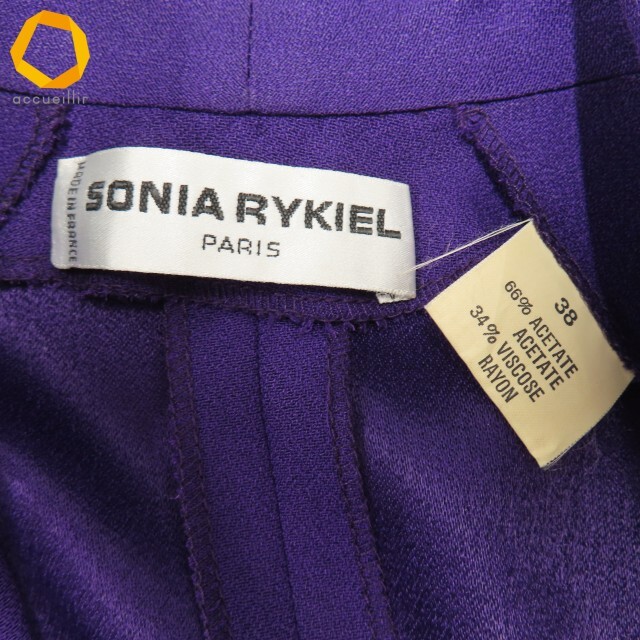 accueillir
MADE IN FRANCE
SONIA RYKIEL
PARIS
38
66% ACETATE
ACETATE
34% VISCOSE
RAYON